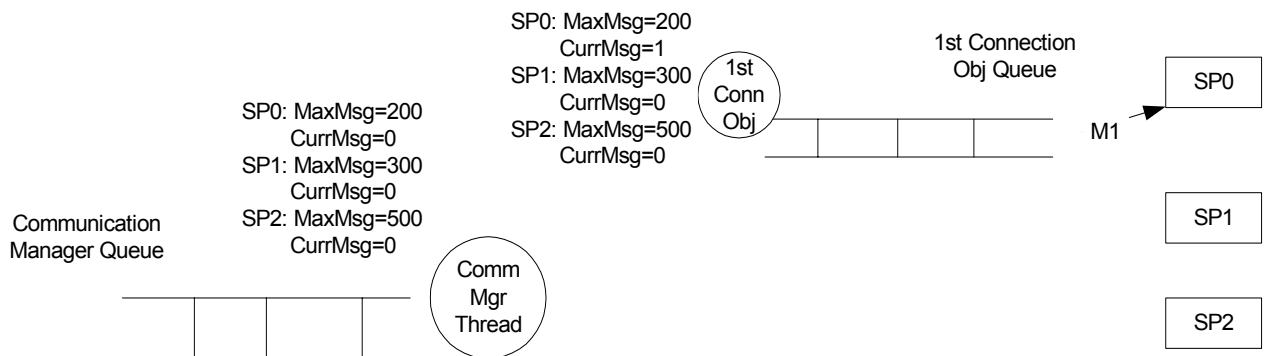 SP0: MaxMsg=200
CurrMsg=1
SP1: MaxMsg=300
CurrMsg=0
SP2: MaxMsg=500
CurrMsg=0
1st
Conn
Obj
1st Connection
Obj Queue
SP0
M1
SP0: MaxMsg=200
CurrMsg=0
SP1: MaxMsg=300
CurrMsg=0
SP2: MaxMsg=500
CurrMsg=0
Communication
Manager Queue
Comm
Mgr
Thread
SP1
SP2